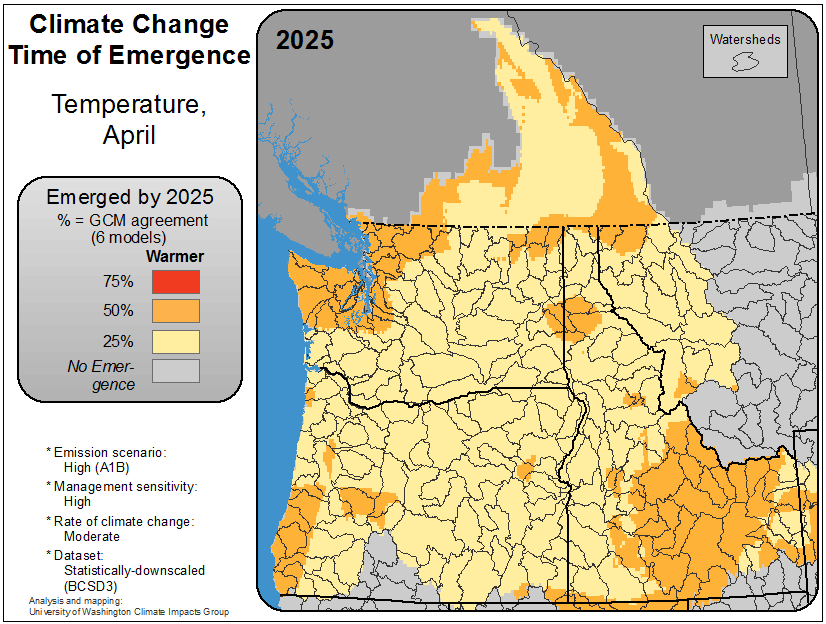 Climate Change
Time of Emergence
Temperature,
April
Emerged by 2025
% = GCM agreement
(6 models)
Warmer
75%
50%
25%
No Emer-
gence
* Emission scenario:
High (A1B)
* Management sensitivity:
High
* Rate of climate change:
Moderate
* Dataset:
Statistically-downscaled
(BCSD3)
Analysis and mapping:
University of Washington Climate Impacts Group
2025
Watersheds